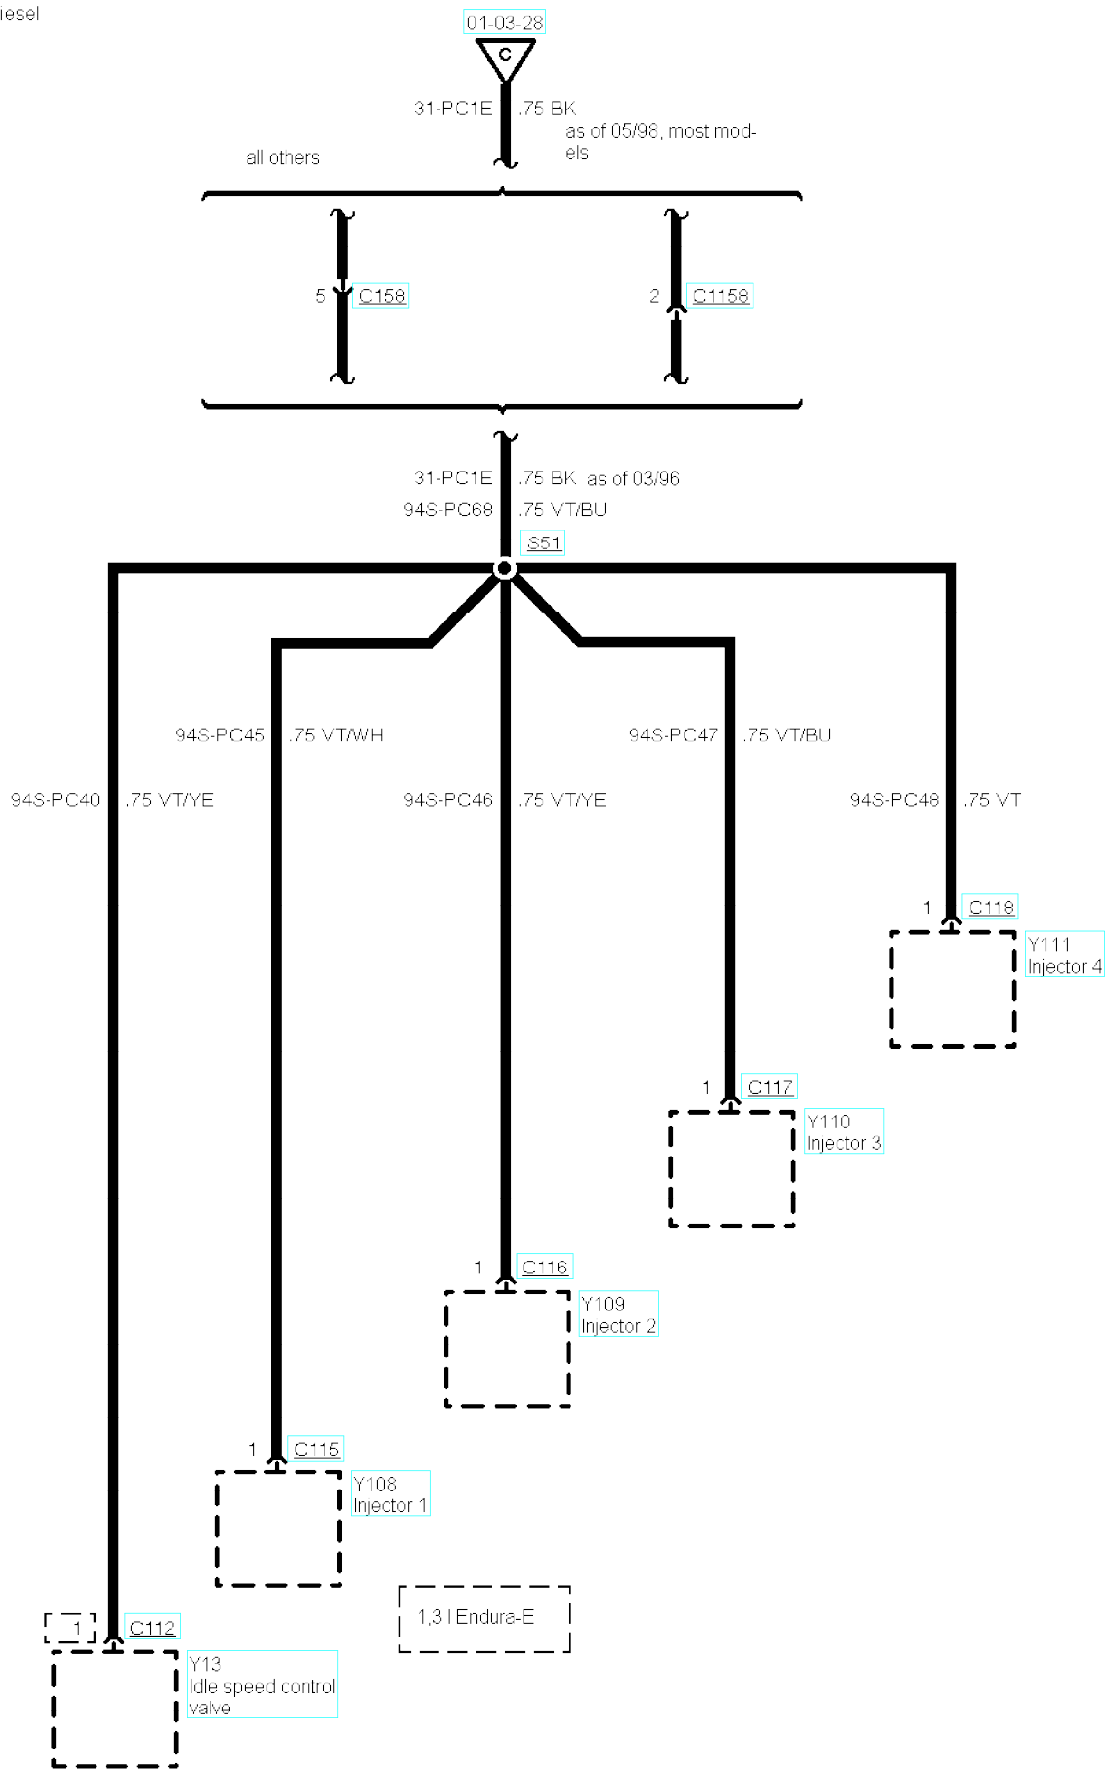 iesel
01-03-28
C
31-PC1E .75 BK
as of 05/98, most mod-
els
all others
5 C158
2 C1158
31-PC1E .75 BK as of 03/96
94S-PC68 .75 VT/BU
S51
94S-PC45 .75 VT/WH
94S-PC47 .75 VT/BU
94S-PC40 .75 VT/YE
94S-PC46 .75 VT/YE
94S-PC48 .75 VT
1 C118
Y111
Injector 4
1 C117
Y110
Injector 3
1 C116
Y109
Injector 2
1 C115
Y108
Injector 1
1,3 l Endura-E
1 C112
Y13
Idle speed control
valve